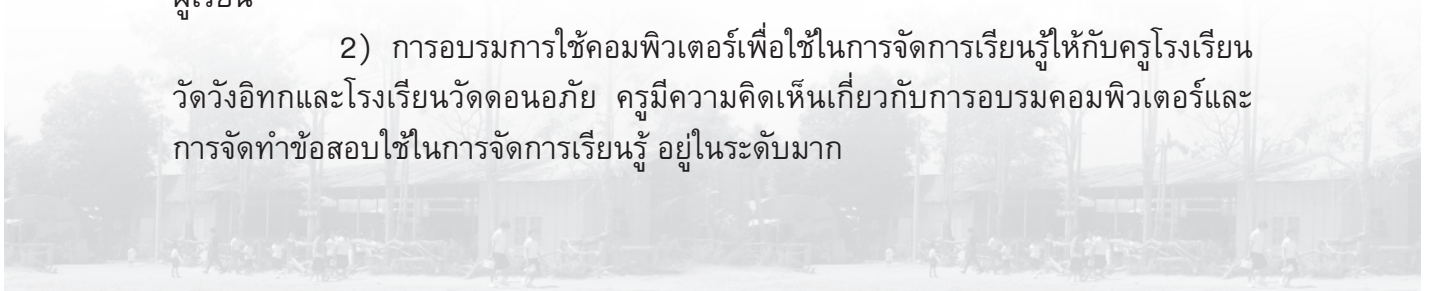 ผู้เรียน
2) การอบรมการใช้คอมพิวเตอร์เพื่อใช้ในการจัดการเรียนรู้ให้กับครูโรงเรียน
วัดวังอิทกและโรงเรียนวัดดอนอภัย ครูมีความคิดเห็นเกี่ยวกับการอบรมคอมพิวเตอร์และ
การจัดทำข้อสอบใช้ในการจัดการเรียนรู้ อยู่ในระดับมาก